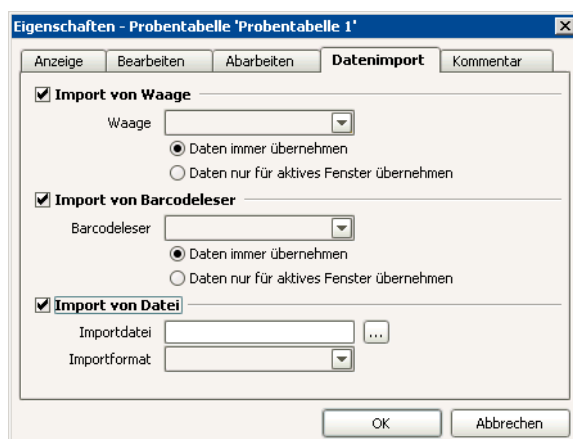 Eigenschaften - Probentabelle 'Probentabelle 1'
Anzeige Bearbeiten Abarbeiten Datenimport Kommentar
Import von Waage
Waage
Daten immer übernehmen
Daten nur für aktives Fenster übernehmen
Import von Barcodeleser
Barcodeleser
Daten immer übernehmen
Daten nur für aktives Fenster übernehmen
Import von Datei
Importdatei ...
Importformat
OK Abbrechen